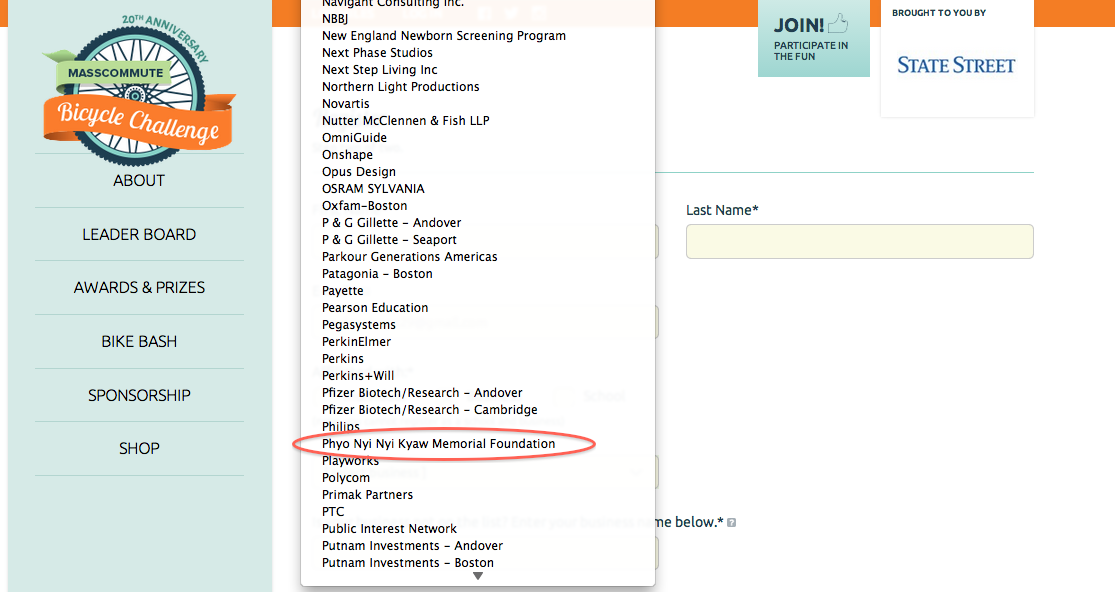 20TH ANNIVERSARY
MASSCOMMUTE
Bicycle Challenge
ABOUT
LEADER BOARD
AWARDS & PRIZES
BIKE BASH
SPONSORSHIP
SHOP
Navigant Consulting Inc.
NBBJ
New England Newborn Screening Program
Next Phase Studios
Next Step Living Inc
Northern Light Productions
Novartis
Nutter McClennen & Fish LLP
OmniGuide
Onshape
Opus Design
OSRAM SYLVANIA
Oxfam-Boston
P & G Gillette - Andover
P & G Gillette - Seaport
Parkour Generations Americas
Patagonia - Boston
Payette
Pearson Education
Pegasystems
PerkinElmer
Perkins
Perkins+Will
Pfizer Biotech/Research - Andover
Pfizer Biotech/Research - Cambridge
Philips
Phyo Nyi Nyi Kyaw Memorial Foundation
Playworks
Polycom
Primak Partners
PTC
Public Interest Network
Putnam Investments - Andover
Putnam Investments - Boston
JOIN!
PARTICIPATE IN
THE FUN
BROUGHT TO YOU BY
STATE STREET
Last Name*
me below.* ?